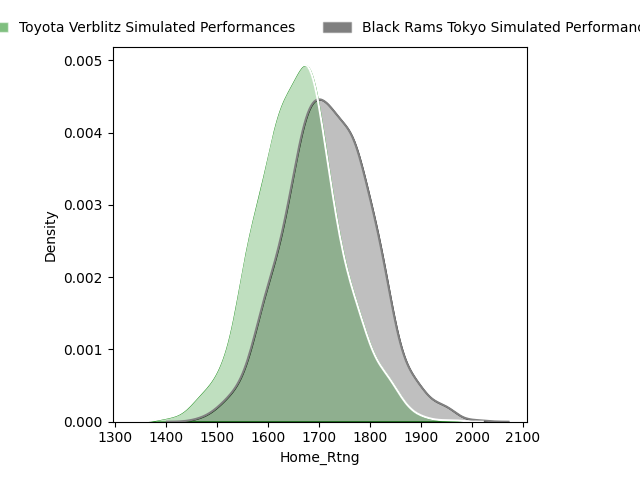 Toyota Verblitz Simulated Performances Black Rams Tokyo Simulated
0.005
0.004
0.003
0.002
0.001
0.000
Density
1300 1400 1500 1600 1700 1800 1900 2000 2100
Home_Rtng